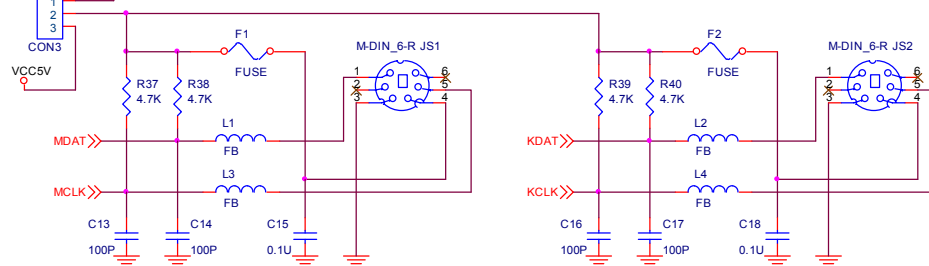 1
2
3
CON3
VCC5V
F1
FUSE
R37
4.7K
R38
4.7K
M-DIN_6-R JS1
1
2
3
6
5
4
MDAT
L1
FB
MCLK
L3
FB
C13
100P
C14
100P
C15
0.1U
F2
FUSE
R39
4.7K
R40
4.7K
M-DIN_6-R JS2
1
2
3
6
5
4
KDAT
L2
FB
KCLK
L4
FB
C16
100P
C17
100P
C18
0.1U